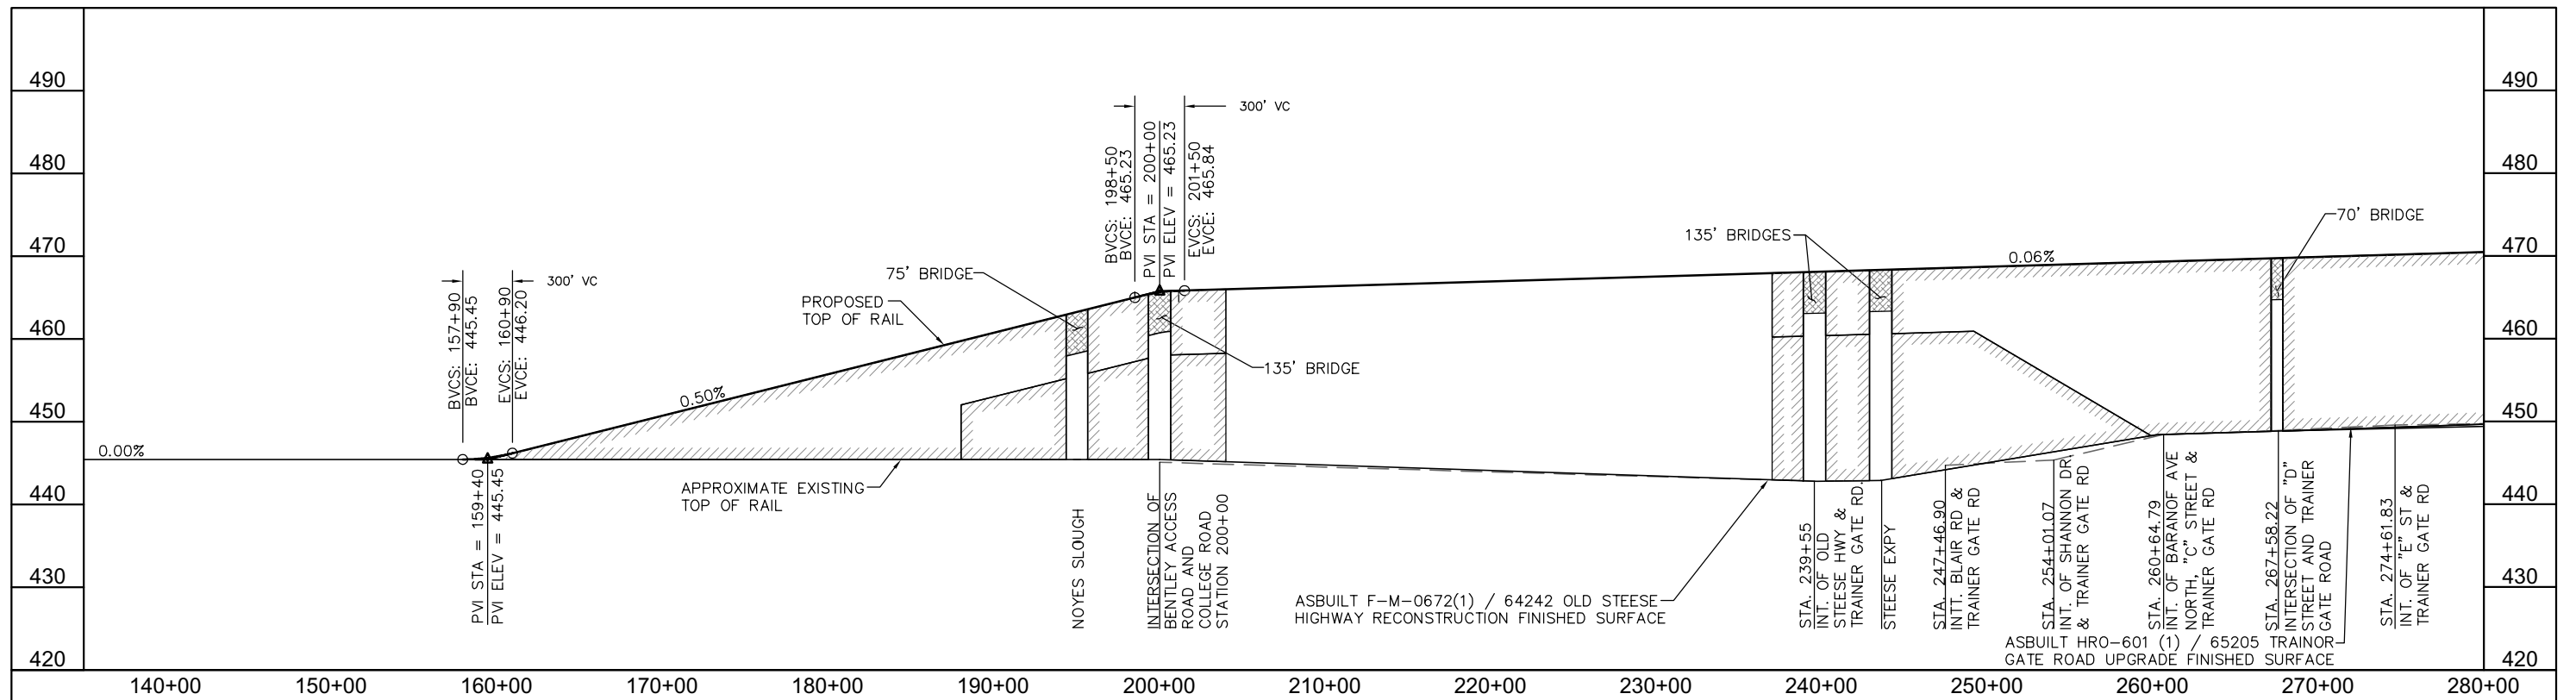 490
480
470
460
450
440
430
420
490
480
470
460
450
440
430
420
140+00
150+00
160+00
170+00
180+00
190+00
200+00
210+00
220+00
230+00
240+00
250+00
260+00
270+00
280+00
0.00%
BVCS: 157+90
BVCE: 445.45
EVCS: 160+90
EVCE: 446.20
300' VC
PVI STA = 159+40
PVI ELEV = 445.45
0.50%
PROPOSED
TOP OF RAIL
APPROXIMATE EXISTING
TOP OF RAIL
75' BRIDGE
NOYES SLOUGH
BVCS: 198+50
BVCE: 465.23
PVI STA = 200+00
PVI ELEV = 465.23
EVCS: 201+50
EVCE: 465.84
300' VC
135' BRIDGE
INTERSECTION OF
BENTLEY ACCESS
ROAD AND
COLLEGE ROAD
STATION 200+00
ASBUILT F-M-0672(1) / 64242 OLD STEESE
HIGHWAY RECONSTRUCTION FINISHED SURFACE
135' BRIDGES
STA. 239+55
INT. OF OLD
STEESE HWY &
TRAINER GATE RD.
STEESE EXPY
STA. 247+46.90
INTT. BLAIR RD &
TRAINER GATE RD
STA. 254+01.07
INT. OF SHANNON DR.
& TRAINER GATE RD
0.06%
STA. 260+64.79
INT. OF BARANOF AVE
NORTH, "C" STREET &
TRAINER GATE RD
70' BRIDGE
STA. 267+58.22
INTERSECTION OF "D"
STREET AND TRAINER
GATE ROAD
STA. 274+61.83
INT. OF "E" ST &
TRAINER GATE RD
ASBUILT HRO-601 (1) / 65205 TRAINOR
GATE ROAD UPGRADE FINISHED SURFACE